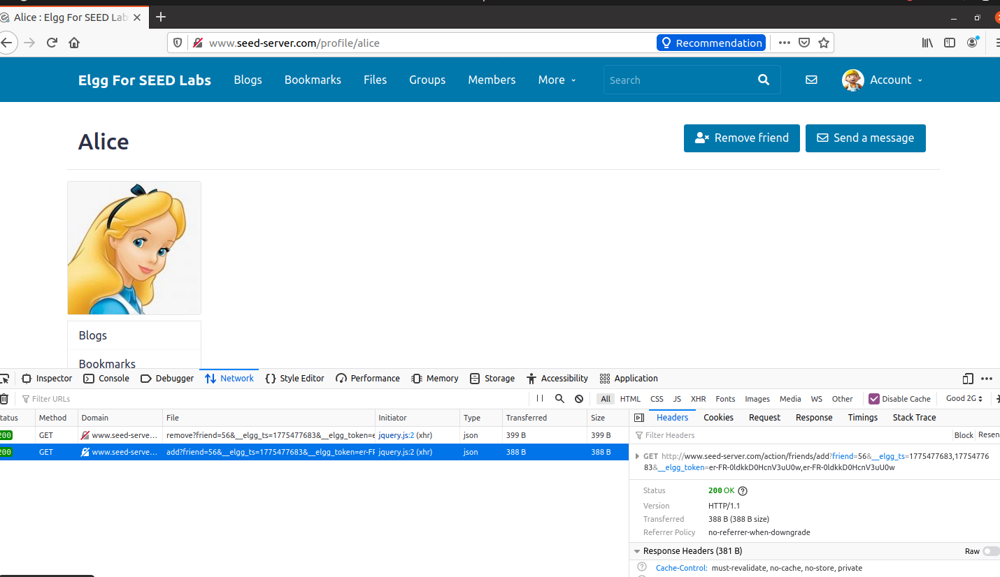 Alice : Elgg For SEED Lab
www.seed-server.com/profile/alice Recommendation
Elgg For SEED Labs Blogs Bookmarks Files Groups Members More Search Account
Alice Remove friend Send a message
Blogs
Bookmarks
Inspector Console Debugger Network Style Editor Performance Memory Storage Accessibility Application
Filter URLs All HTML CSS JS XHR Fonts Images Media WS Other Disable Cache Good 2G
tatus Method Domain File Initiator Type Transferred Size Headers Cookies Request Response Timings Stack Trace
200 GET www.seed-serve... remove?friend=56&__elgg_ts=1775477683&__elgg_token=e jquery.js:2 (xhr) json 399 B 399 B Filter Headers Block Resen
200 GET www.seed-serve... add?friend=56&__elgg_ts=1775477683&__elgg_token=er-FF jquery.js:2 (xhr) json 388 B 388 B
GET http://www.seed-server.com/action/friends/add?friend=56&__elgg_ts=1775477683,17754776
83&__elgg_token=er-FR-0ldkkD0HcnV3uU0w,er-FR-0ldkkD0HcnV3uU0w
Status 200 OK
Version HTTP/1.1
Transferred 388 B (388 B size)
Referrer Policy no-referrer-when-downgrade
Response Headers (381 B) Raw
Cache-Control: must-revalidate, no-cache, no-store, private